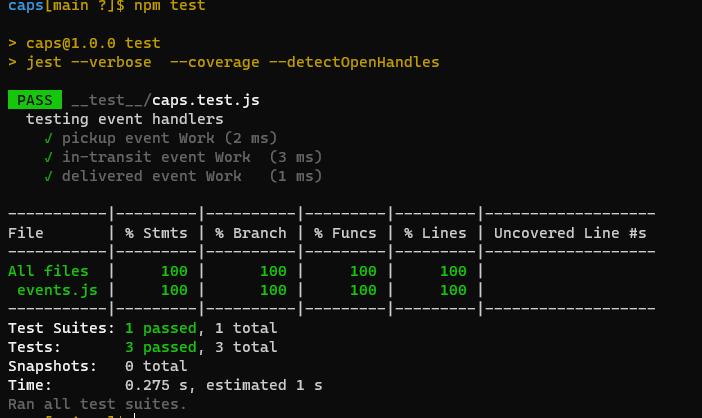 caps[main ?]$ npm test
> caps@1.0.0 test
> jest --verbose  --coverage --detectOpenHandles
PASS __test__/caps.test.js
testing event handlers
√ pickup event Work (2 ms)
√ in-transit event Work  (3 ms)
√ delivered event Work   (1 ms)
-----------|---------|----------|---------|---------|-------------------
File       | % Stmts | % Branch | % Funcs | % Lines | Uncovered Line #s
-----------|---------|----------|---------|---------|-------------------
All files  |     100 |      100 |     100 |     100 |
 events.js |     100 |      100 |     100 |     100 |
-----------|---------|----------|---------|---------|-------------------
Test Suites: 1 passed, 1 total
Tests:       3 passed, 3 total
Snapshots:   0 total
Time:        0.275 s, estimated 1 s
Ran all test suites.